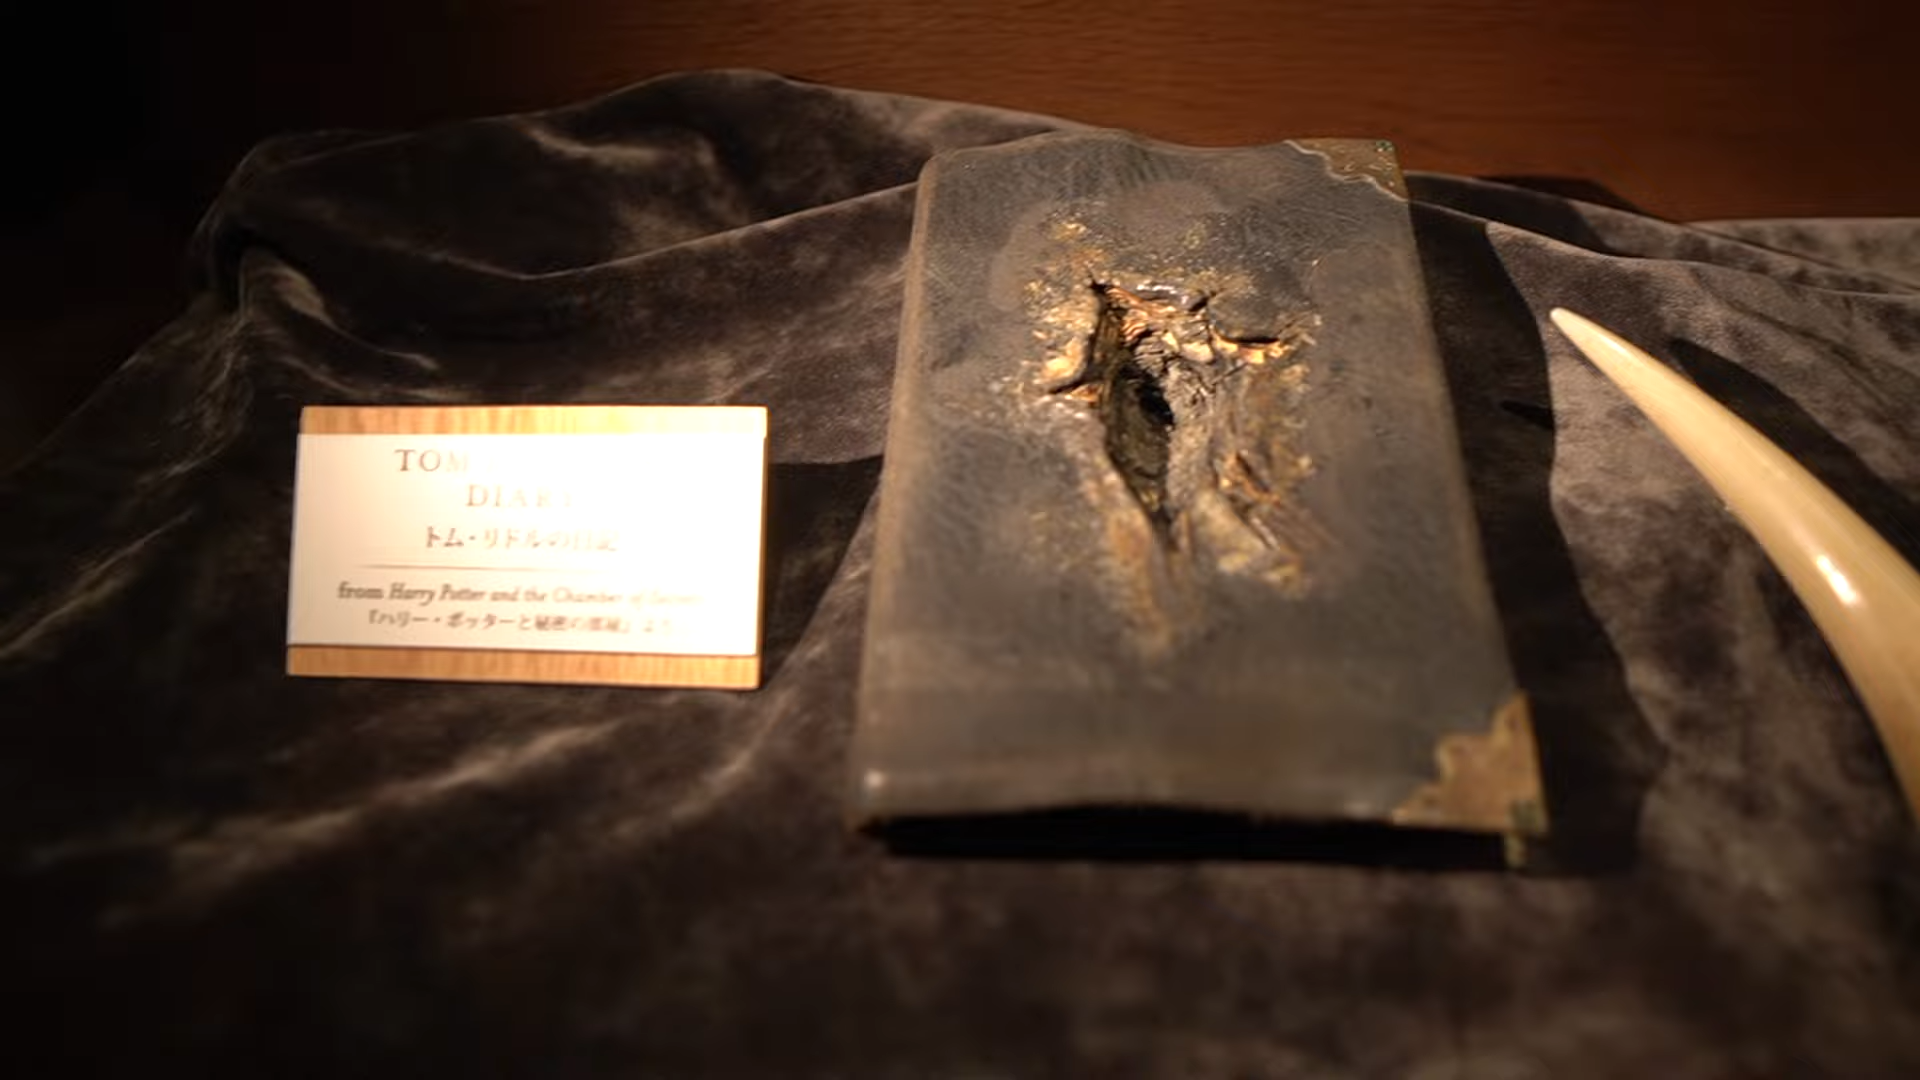 TOM
DIARY
トム・リドルの日記
from Harry Potter and the Chamber of Secrets
『ハリー・ポッターと秘密の部屋』より